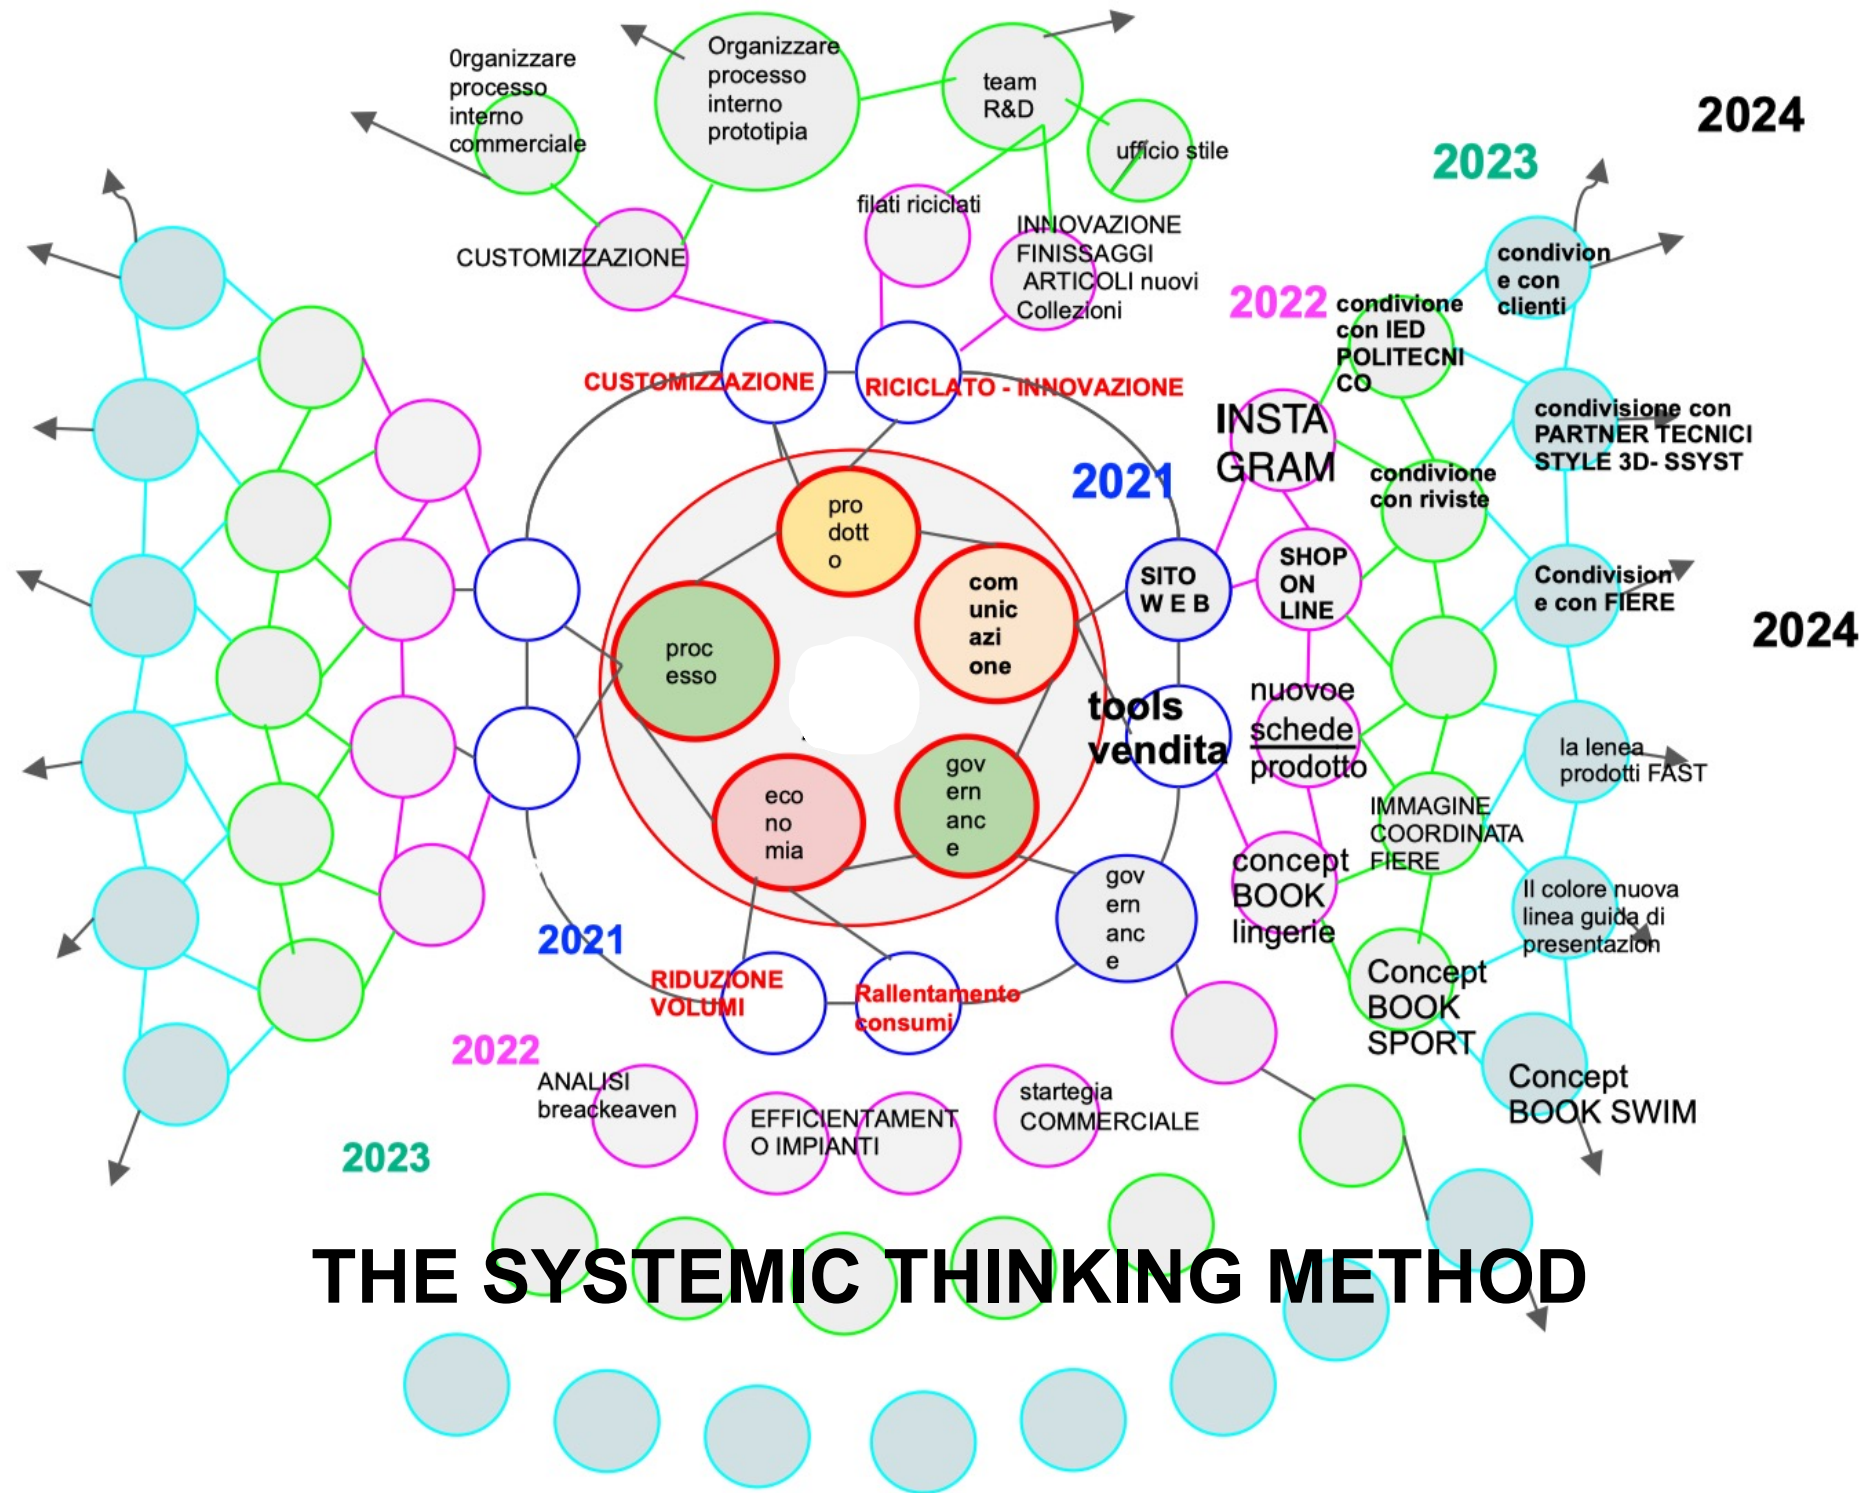 0rganizzare
processo
interno
commerciale
Organizzare
processo
interno
prototipia
team
R&D
ufficio stile
2024
2023
filati riciclati
INNOVAZIONE
FINISSAGGI
ARTICOLI nuovi
Collezioni
CUSTOMIZZAZIONE
condivion
e con
clienti
2022
condivione
con IED
POLITECNI
CO
CUSTOMIZZAZIONE
RICICLATO - INNOVAZIONE
INSTA
GRAM
condivisione con
PARTNER TECNICI
STYLE 3D- SSYST
2021
condivione
con riviste
pro
dott
o
com
unic
azi
one
SITO
W E B
SHOP
ON
LINE
Condivision
e con FIERE
2024
proc
esso
tools
vendita
nuovoe
schede
prodotto
la lenea
prodotti FAST
eco
no
mia
gov
ern
anc
e
IMMAGINE
COORDINATA
FIERE
concept
BOOK
lingerie
gov
ern
anc
e
Il colore nuova
linea guida di
presentazion
2021
RIDUZIONE
VOLUMI
Rallentamento
consumi
Concept
BOOK
SPORT
2022
ANALISI
breackeaven
EFFICIENTAMENT
O IMPIANTI
startegia
COMMERCIALE
Concept
BOOK SWIM
2023
THE SYSTEMIC THINKING METHOD